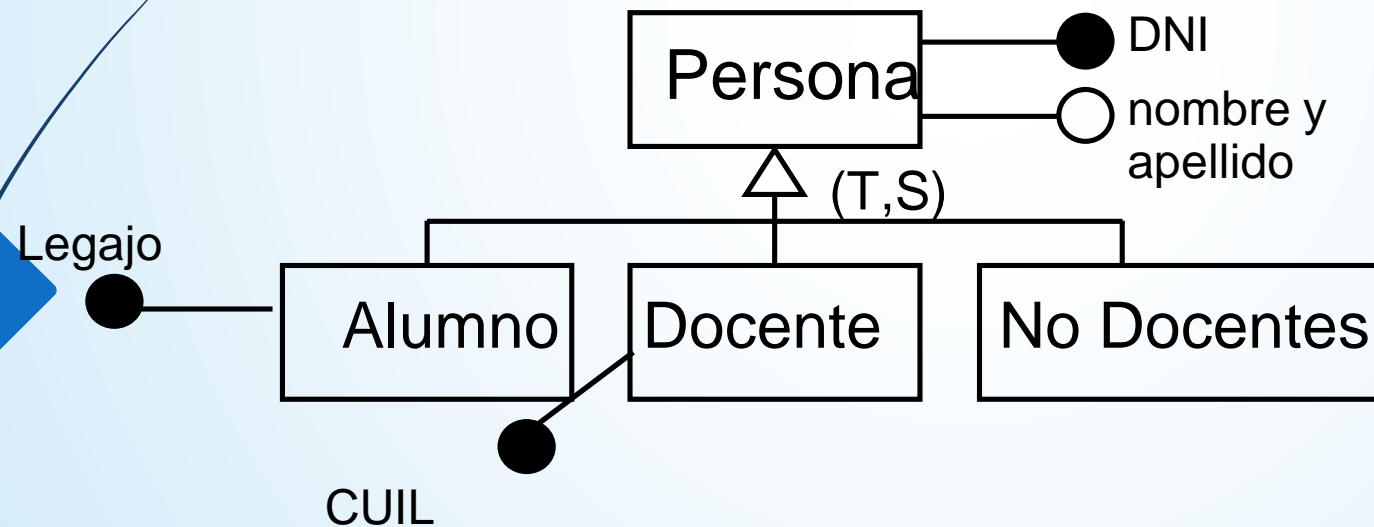 Persona
DNI
nombre y
apellido
(T,S)
Legajo
Alumno
Docente
No Docentes
CUIL